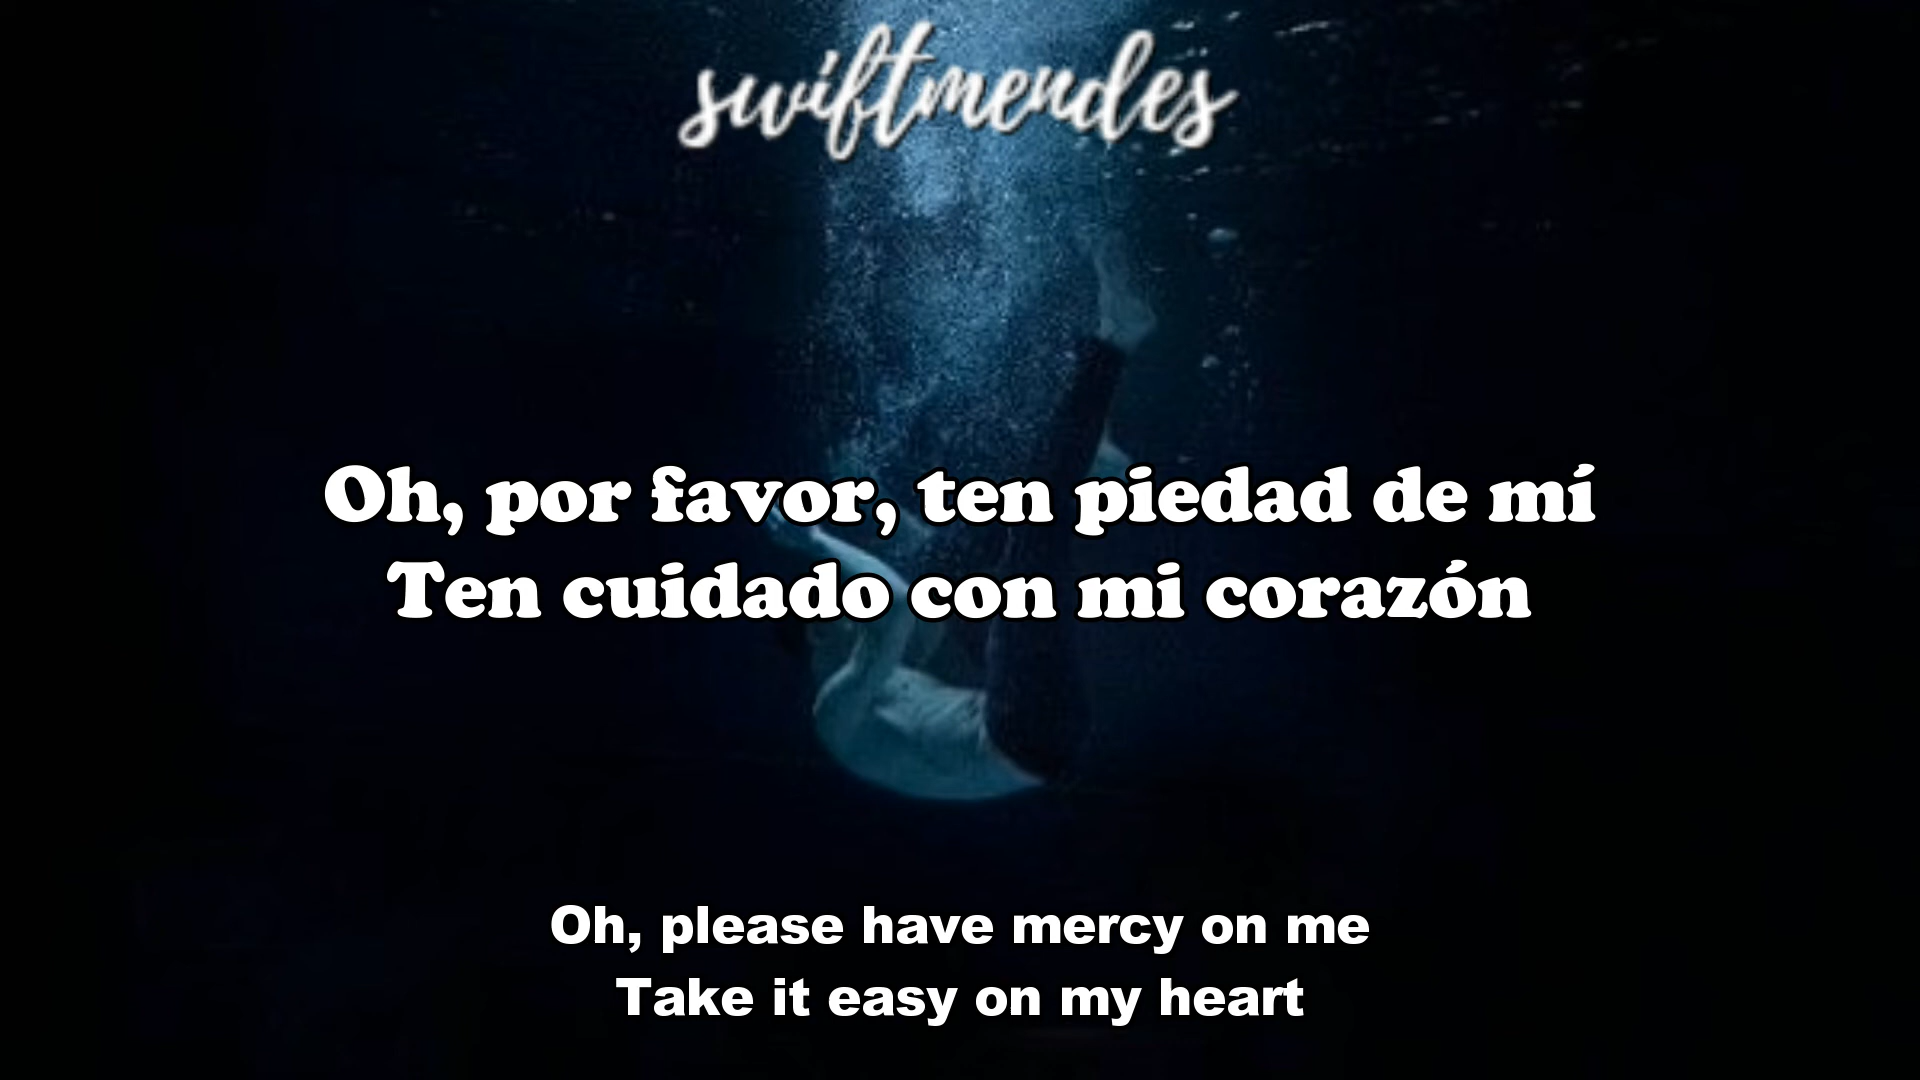 swiftmendes
Oh, por favor, ten piedad de mí
Ten cuidado con mi corazón
Oh, please have mercy on me
Take it easy on my heart